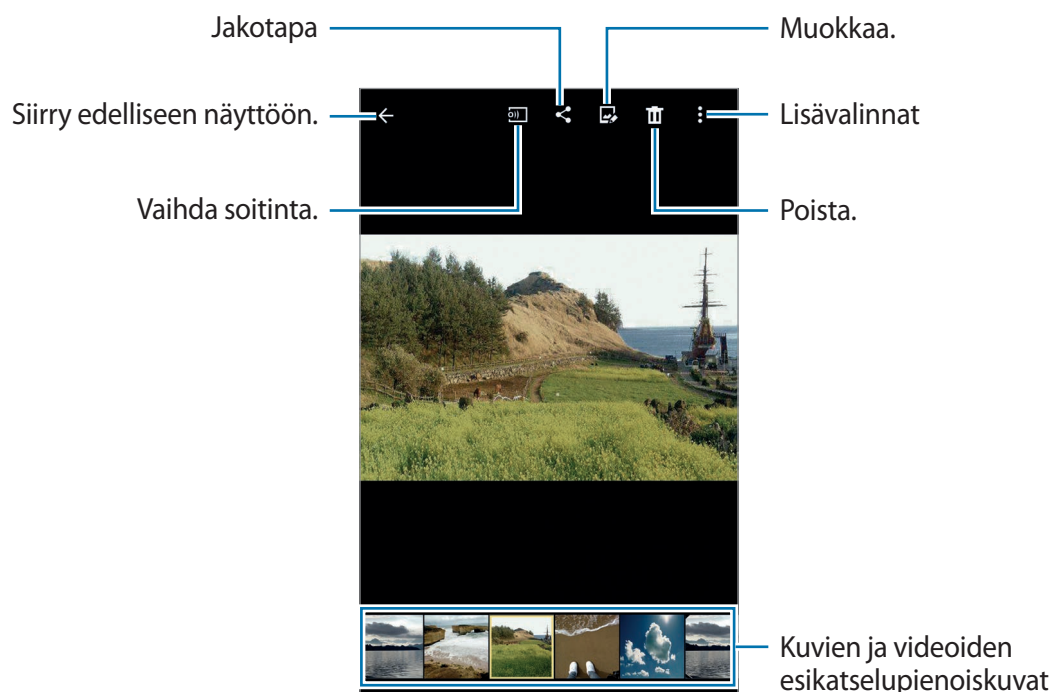 Jakotapa
Muokkaa.
Siirry edelliseen näyttöön.
Lisävalinnat
Vaihda soitinta.
Poista.
Kuvien ja videoiden
esikatselupienoiskuvat